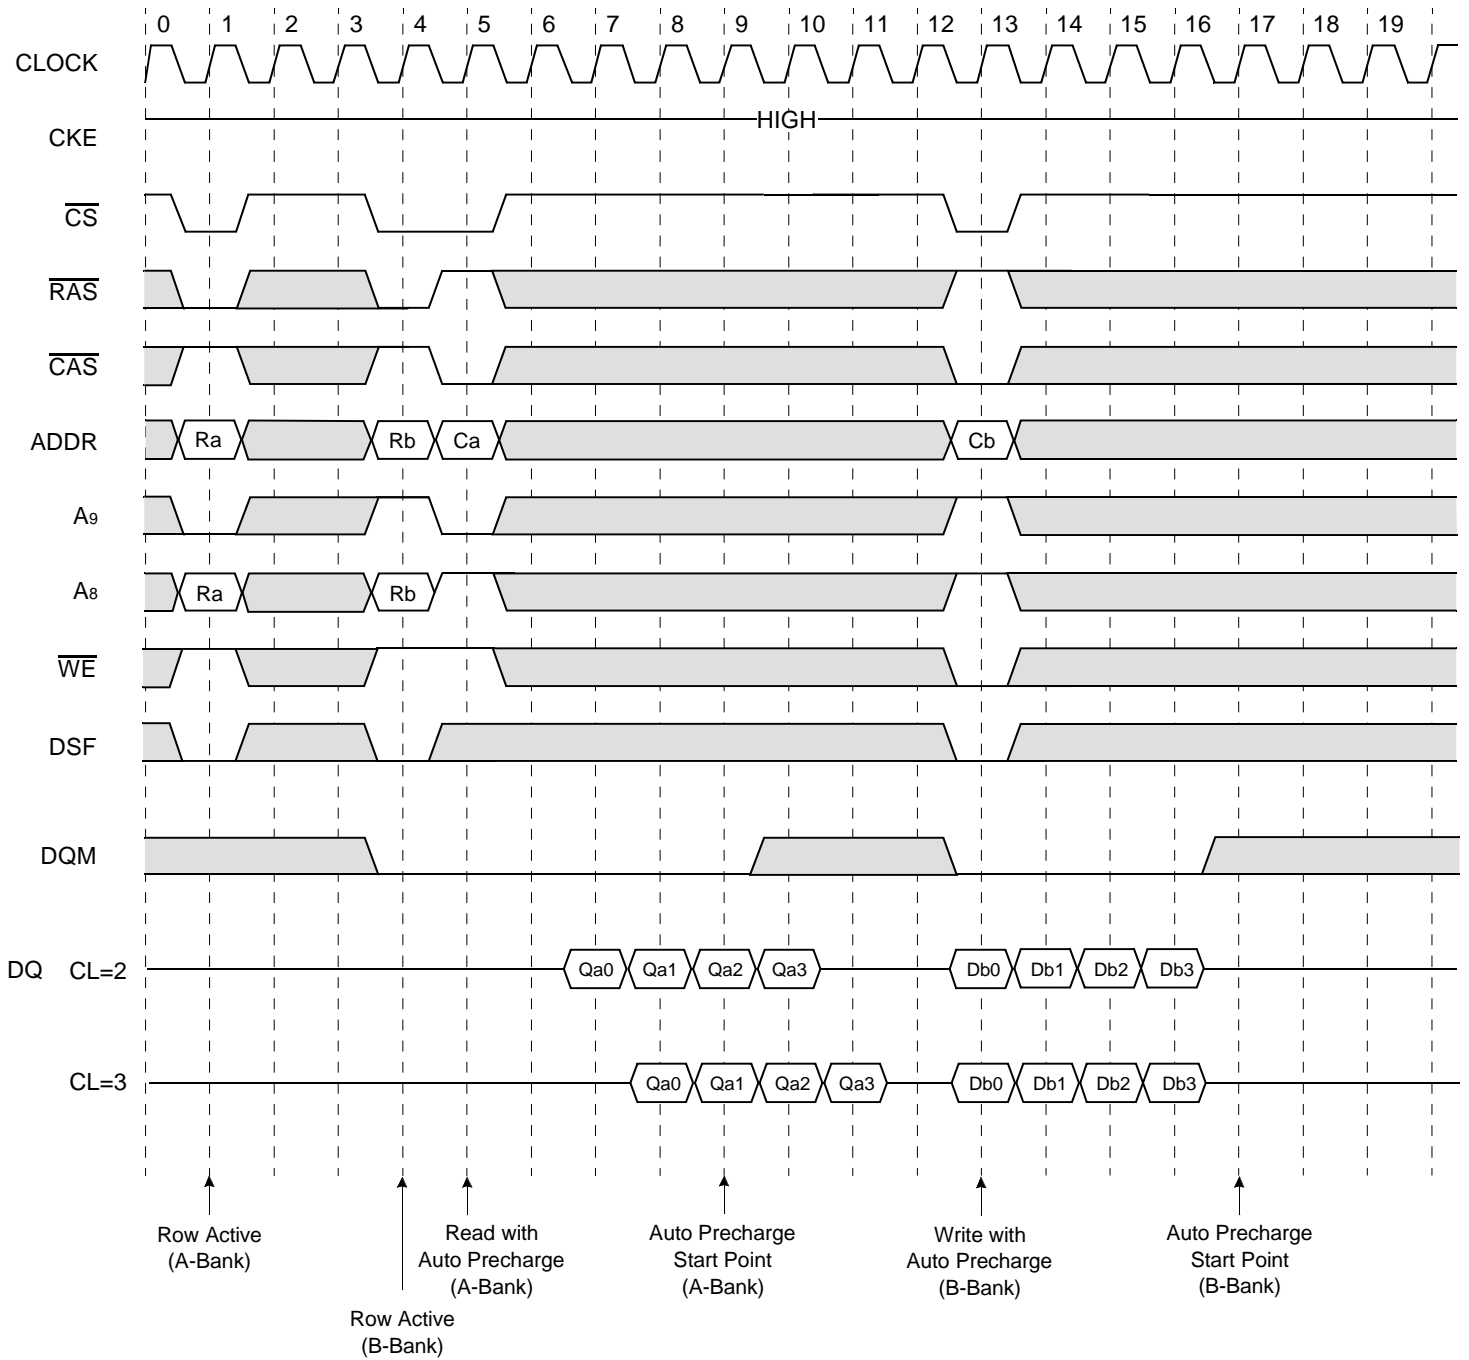 0 1 2 3 4 5 6 7 8 9 10 11 12 13 14 15 16 17 18 19
CLOCK
HIGH
CKE
CS
RAS
CAS
ADDR Ra Rb Ca Cb
A9
A8 Ra Rb
WE
DSF
DQM
DQ CL=2 Qa0 Qa1 Qa2 Qa3 Db0 Db1 Db2 Db3
CL=3 Qa0 Qa1 Qa2 Qa3 Db0 Db1 Db2 Db3
Row Active
(A-Bank)
Row Active
(B-Bank)
Read with
Auto Precharge
(A-Bank)
Auto Precharge
Start Point
(A-Bank)
Write with
Auto Precharge
(B-Bank)
Auto Precharge
Start Point
(B-Bank)